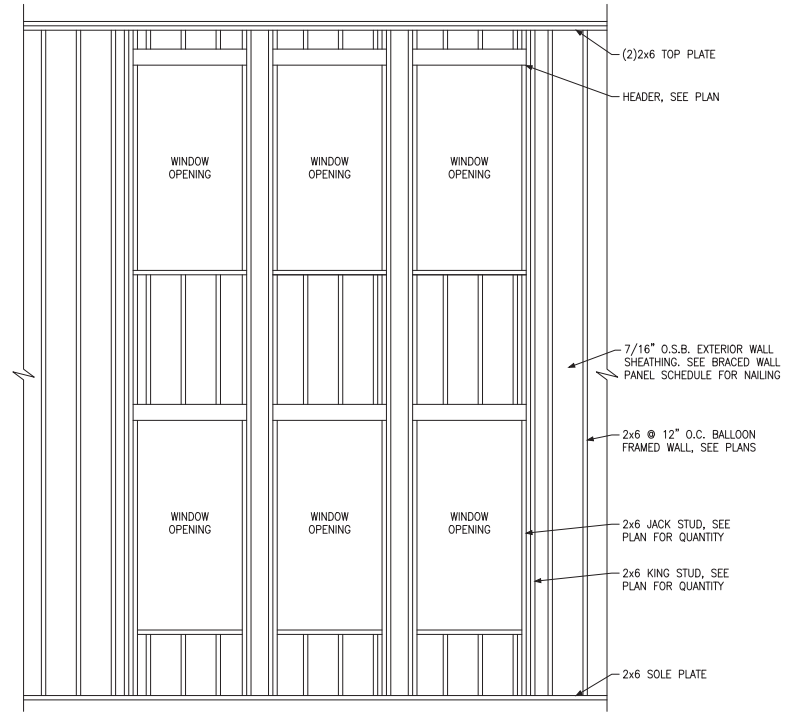 (2)2x6 TOP PLATE
HEADER, SEE PLAN
WINDOW
OPENING
WINDOW
OPENING
WINDOW
OPENING
7/16" O.S.B. EXTERIOR WALL
SHEATHING. SEE BRACED WALL
PANEL SCHEDULE FOR NAILING
2x6 @ 12" O.C. BALLOON
FRAMED WALL, SEE PLANS
WINDOW
OPENING
WINDOW
OPENING
WINDOW
OPENING
2x6 JACK STUD, SEE
PLAN FOR QUANTITY
2x6 KING STUD, SEE
PLAN FOR QUANTITY
2x6 SOLE PLATE